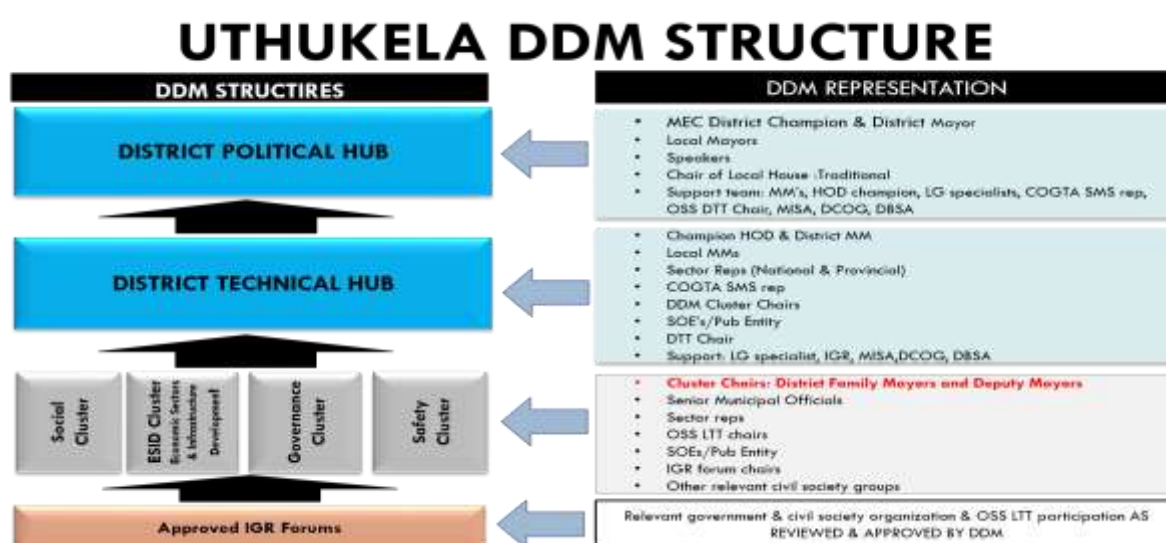 UTHUKELA DDM STRUCTURE
DDM STRUCTIRES
DISTRICT POLITICAL HUB
DISTRICT TECHNICAL HUB
Social
Cluster
ESID Cluster
Economic Sectors
& Infrastructure
Development
Governance
Cluster
Safety
Cluster
Approved IGR Forums
DDM REPRESENTATION
• MEC District Champion & District Mayor
• Local Mayors
• Speakers
• Chair of Local House -Traditional
• Support team: MM's, HOD champion, LG specialists, COGTA SMS rep,
OSS DTT Chair, MISA, DCOG, DBSA
• Champion HOD & District MM
• Local MMs
• Sector Reps (National & Provincial)
• COGTA SMS rep
• DDM Cluster Chairs
• SOE's/Pub Entity
• DTT Chair
• Support: LG specialist, IGR, MISA,DCOG, DBSA
• Cluster Chairs: District Family Mayors and Deputy Mayors
• Senior Municipal Officials
• Sector reps
• OSS LTT chairs
• SOEs/Pub Entity
• IGR forum chairs
• Other relevant civil society groups
Relevant government & civil society organization & OSS LTT participation AS
REVIEWED & APPROVED BY DDM